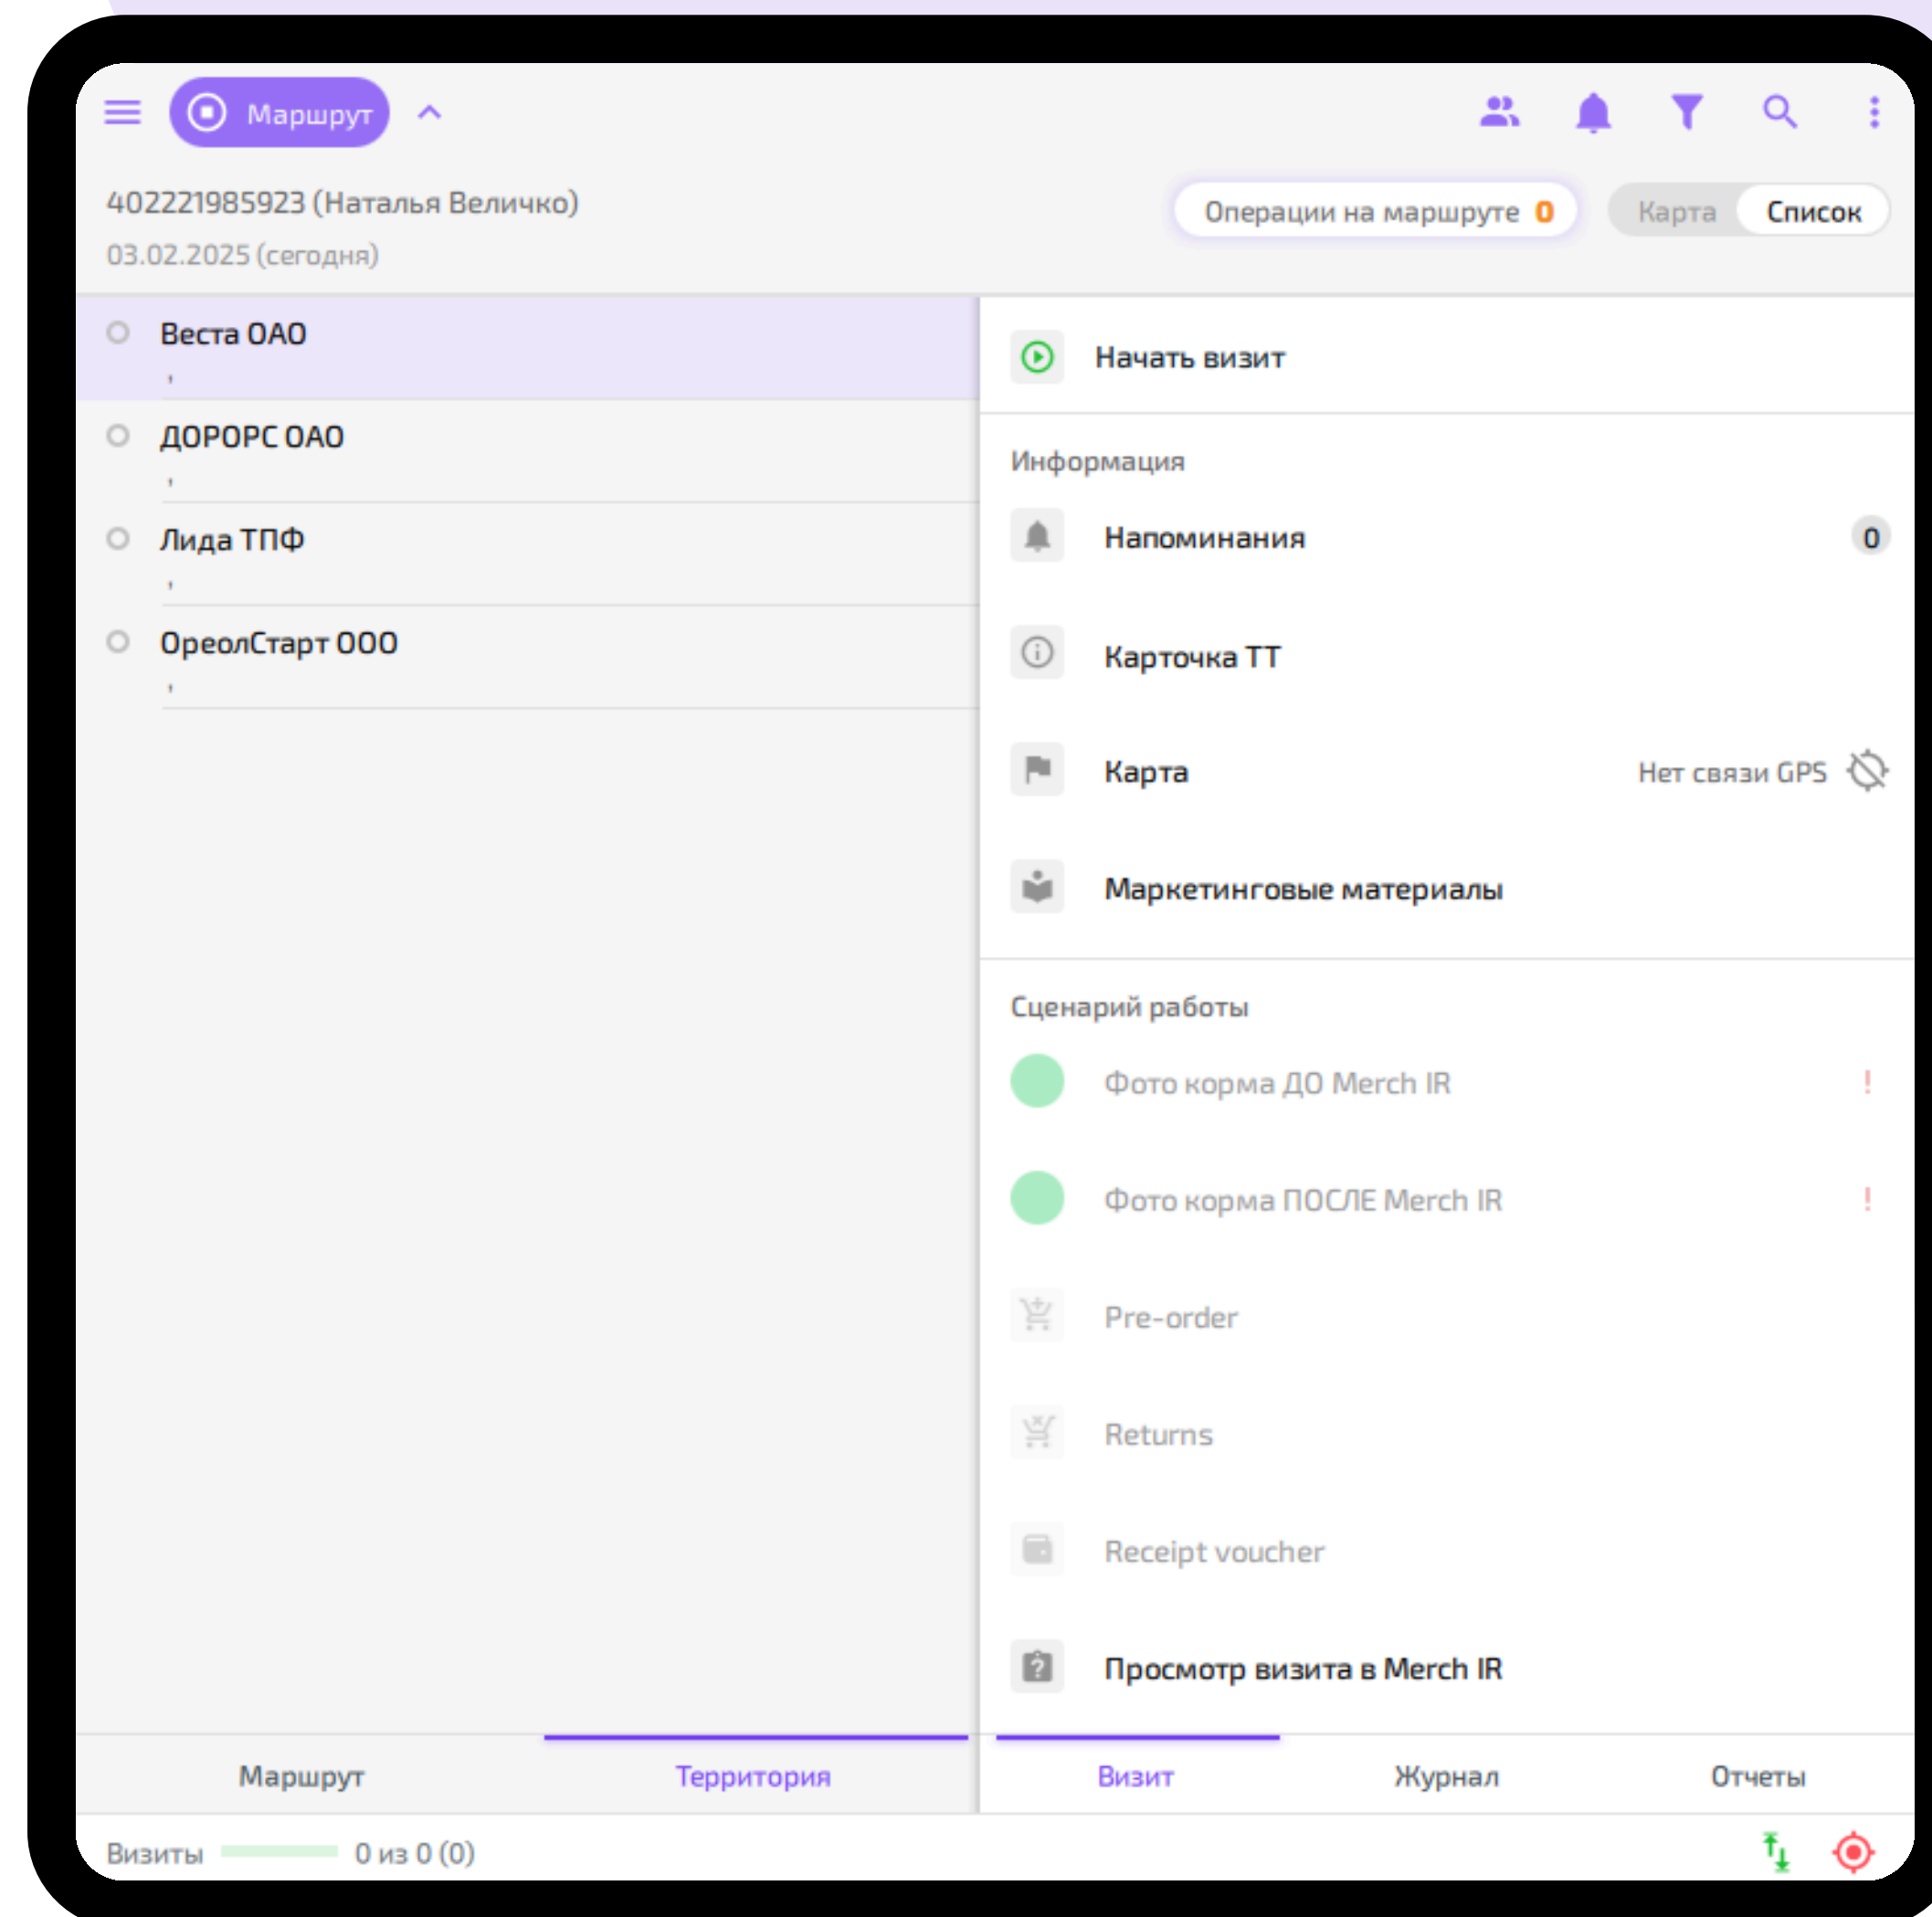 Маршрут
402221985923 (Наталья Величко)
03.02.2025 (сегодня)
Операции на маршруте 0
Карта Список
Веста ОАО
,
ДОРОРС ОАО
,
Лида ТПФ
,
ОреолСтарт ООО
,
Начать визит
Информация
Напоминания 0
Карточка ТТ
Карта Нет связи GPS
Маркетинговые материалы
Сценарий работы
Фото корма ДО Merch IR !
Фото корма ПОСЛЕ Merch IR !
Pre-order
Returns
Receipt voucher
Просмотр визита в Merch IR
Маршрут Территория Визит Журнал Отчеты
Визиты 0 из 0 (0)